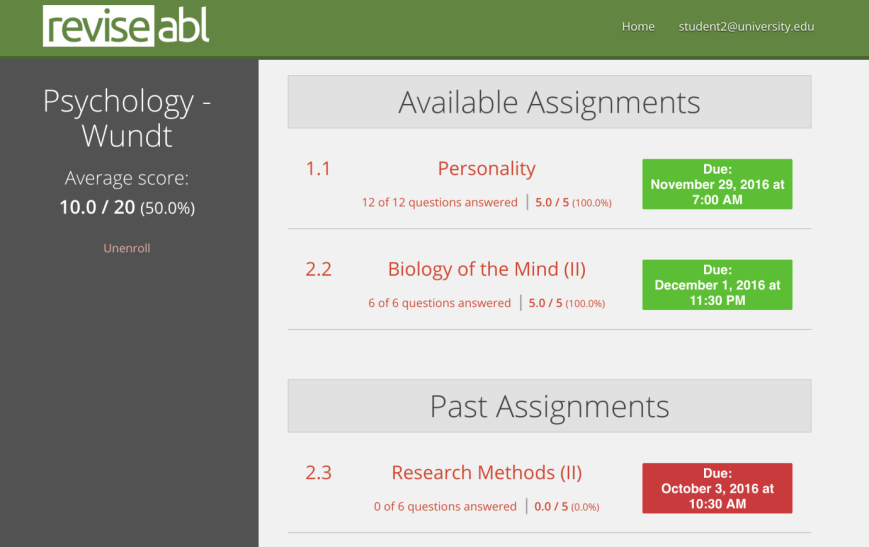 reviseabl
Home student2@university.edu
Psychology -
Wundt
Average score:
10.0 / 20 (50.0%)
Unenroll
Available Assignments
1.1 Personality
12 of 12 questions answered | 5.0 / 5 (100.0%)
Due:
November 29, 2016 at
7:00 AM
2.2 Biology of the Mind (II)
6 of 6 questions answered | 5.0 / 5 (100.0%)
Due:
December 1, 2016 at
11:30 PM
Past Assignments
2.3 Research Methods (II)
0 of 6 questions answered | 0.0 / 5 (0.0%)
Due:
October 3, 2016 at
10:30 AM